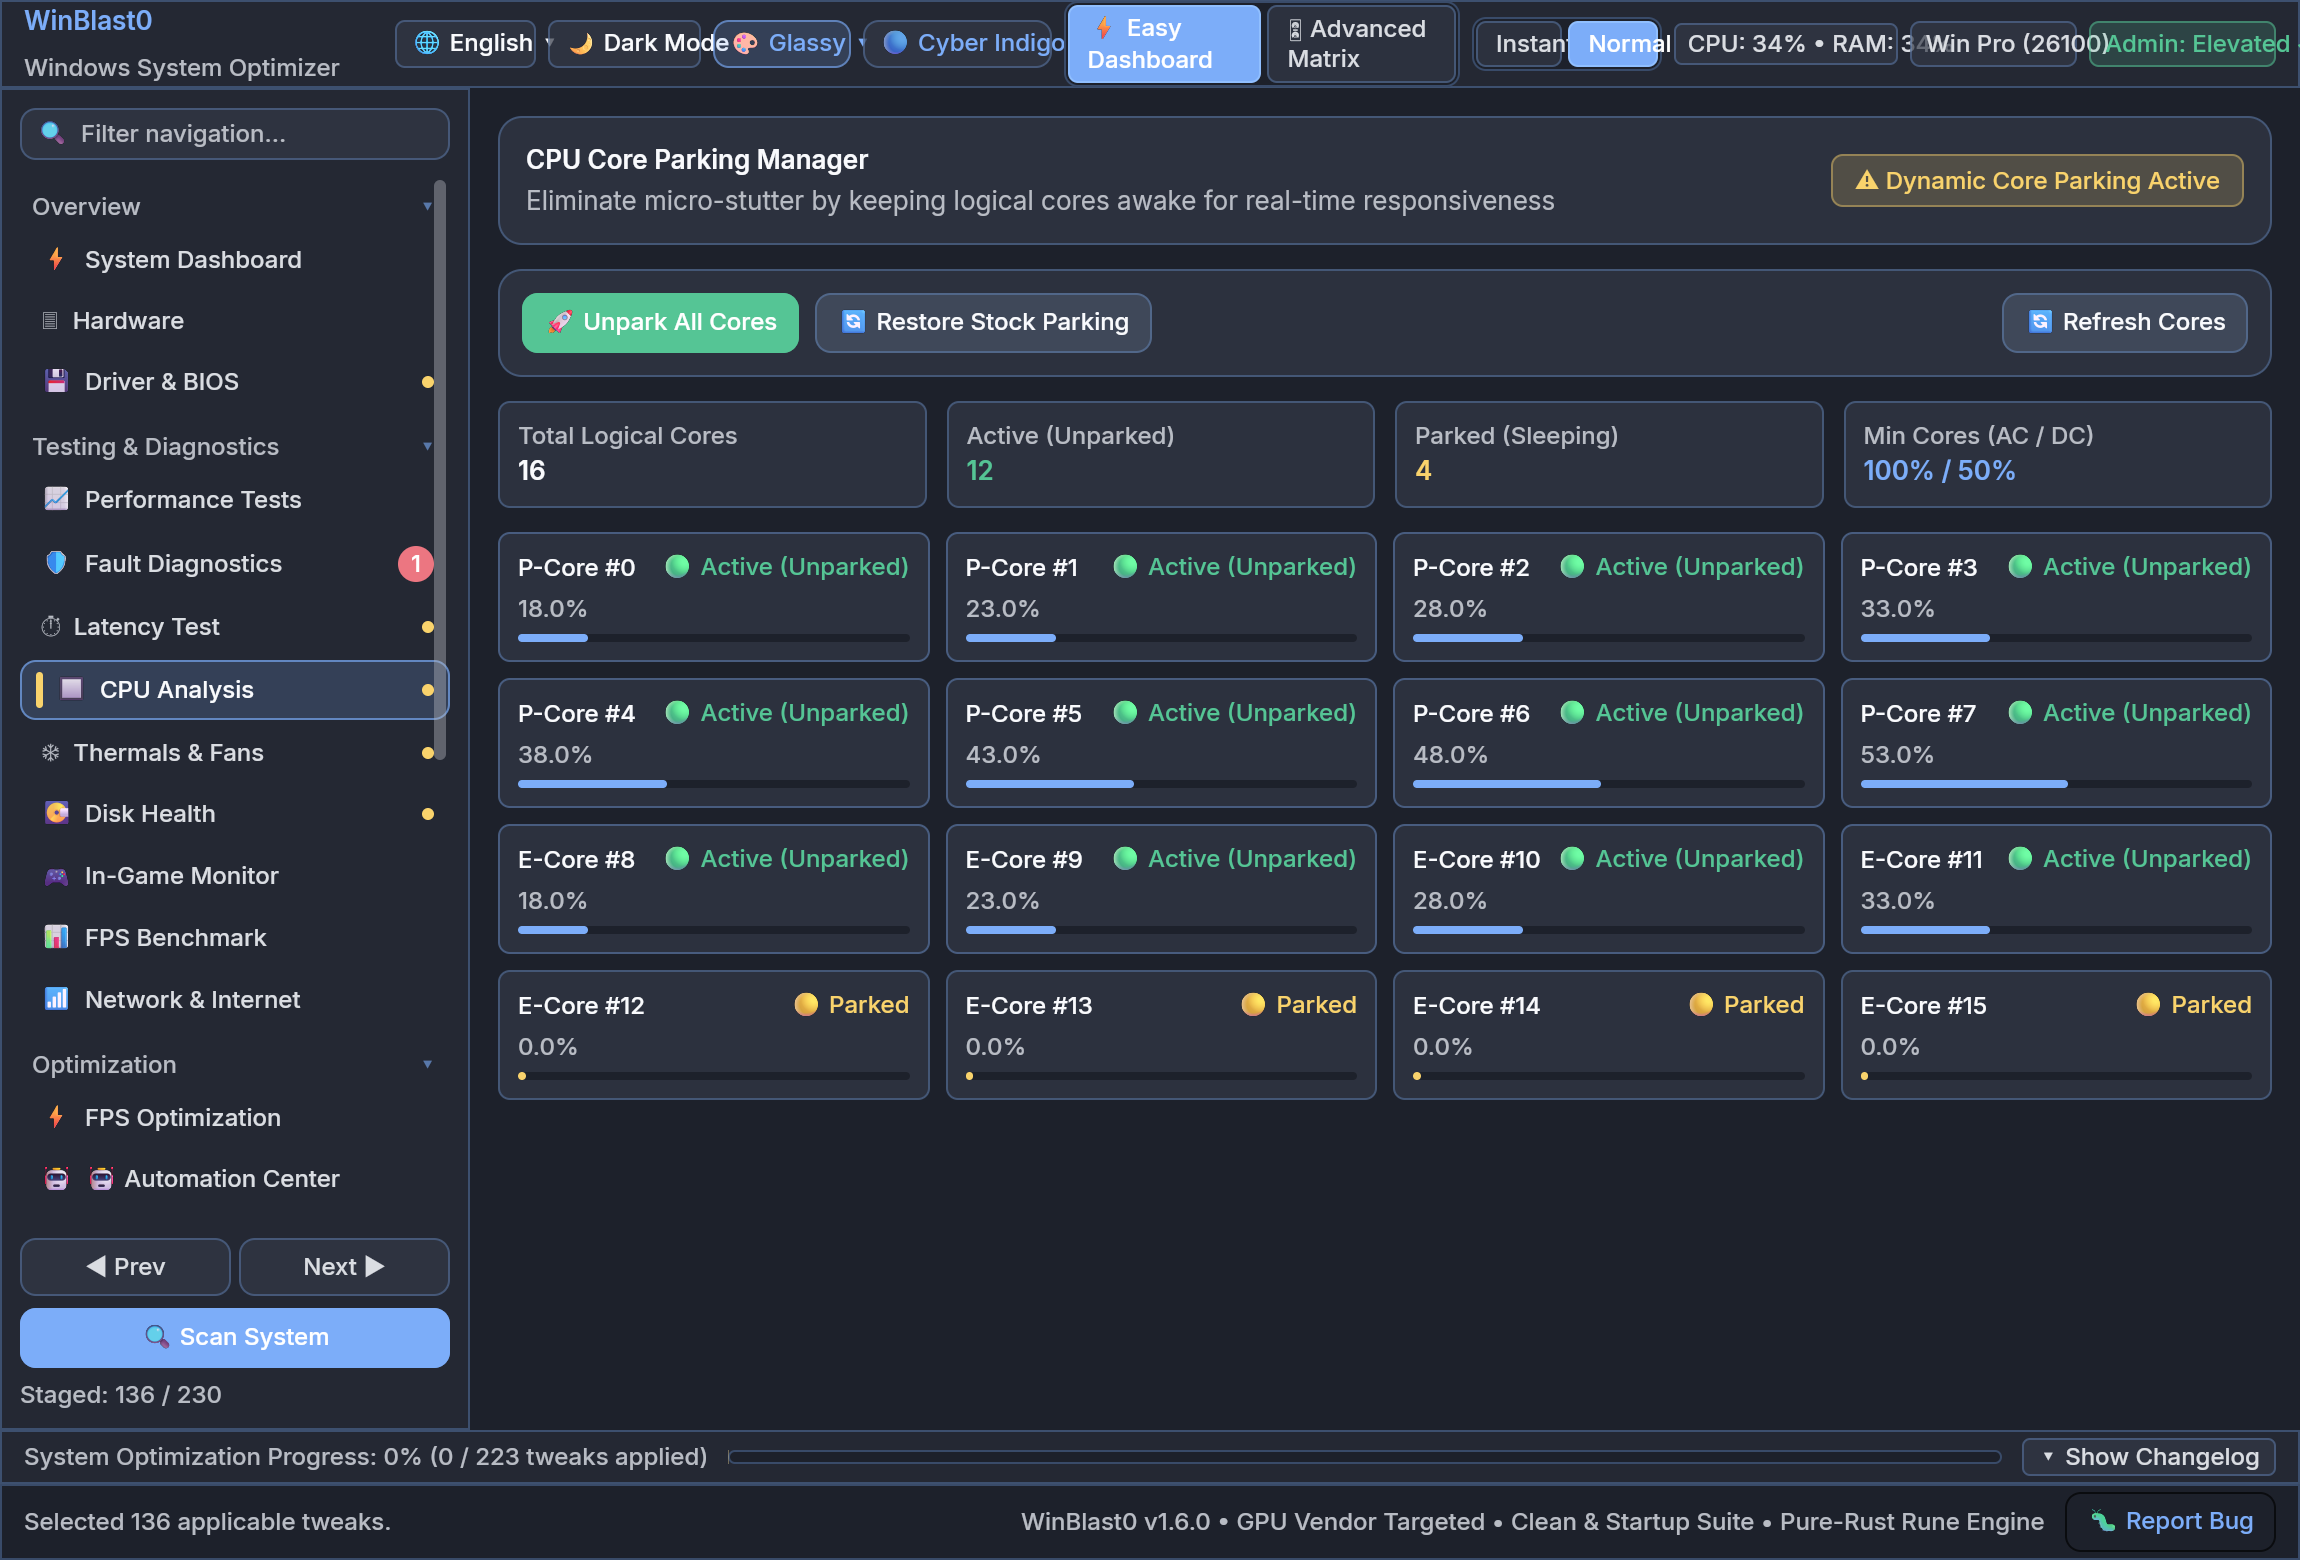 WinBlast0
Windows System Optimizer
English
Dark Mode
Glassy
Cyber Indigo
Easy Dashboard
Advanced Matrix
Instant
Normal
CPU: 34% • RAM:
Win Pro (26100)
Admin: Elevated
Filter navigation...
Overview
System Dashboard
Hardware
Driver & BIOS
Testing & Diagnostics
Performance Tests
Fault Diagnostics
1
Latency Test
CPU Analysis
Thermals & Fans
Disk Health
In-Game Monitor
FPS Benchmark
Network & Internet
Optimization
FPS Optimization
Automation Center
◀ Prev
Next ▶
Scan System
Staged: 136 / 230
CPU Core Parking Manager
Eliminate micro-stutter by keeping logical cores awake for real-time responsiveness
⚠ Dynamic Core Parking Active
Unpark All Cores
Restore Stock Parking
Refresh Cores
Total Logical Cores
16
Active (Unparked)
12
Parked (Sleeping)
4
Min Cores (AC / DC)
100% / 50%
P-Core #0 Active (Unparked)
18.0%
P-Core #1 Active (Unparked)
23.0%
P-Core #2 Active (Unparked)
28.0%
P-Core #3 Active (Unparked)
33.0%
P-Core #4 Active (Unparked)
38.0%
P-Core #5 Active (Unparked)
43.0%
P-Core #6 Active (Unparked)
48.0%
P-Core #7 Active (Unparked)
53.0%
E-Core #8 Active (Unparked)
18.0%
E-Core #9 Active (Unparked)
23.0%
E-Core #10 Active (Unparked)
28.0%
E-Core #11 Active (Unparked)
33.0%
E-Core #12 Parked
0.0%
E-Core #13 Parked
0.0%
E-Core #14 Parked
0.0%
E-Core #15 Parked
0.0%
System Optimization Progress: 0% (0 / 223 tweaks applied)
▼ Show Changelog
Selected 136 applicable tweaks.
WinBlast0 v1.6.0 • GPU Vendor Targeted • Clean & Startup Suite • Pure-Rust Rune Engine
Report Bug